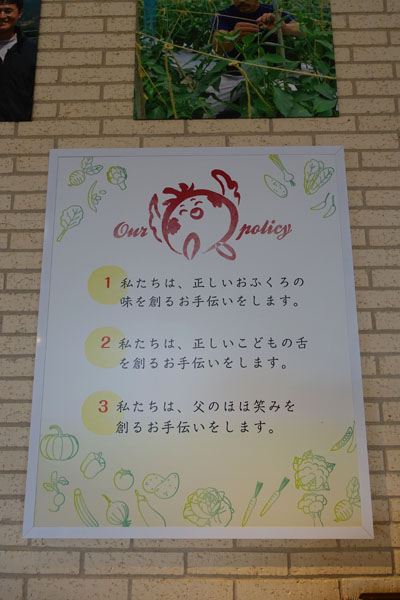 Our policy
1 私たちは、正しいおふくろの
味を創るお手伝いをします。
2 私たちは、正しいこどもの舌
を創るお手伝いをします。
3 私たちは、父のほほ笑みを
創るお手伝いをします。